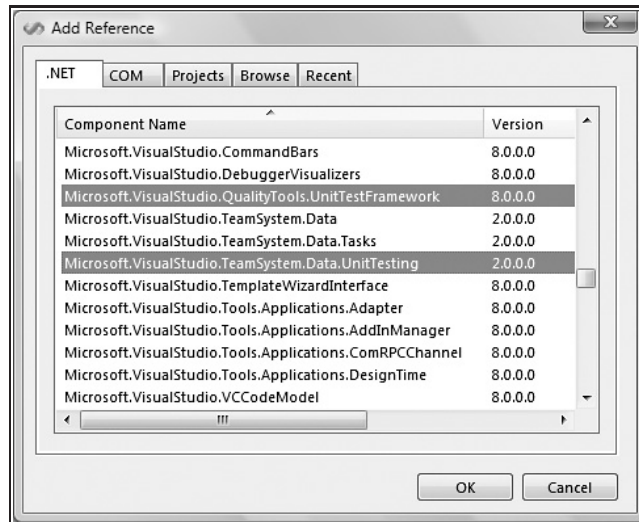 Add Reference
.NET COM Projects Browse Recent
Component Name Version
Microsoft.VisualStudio.CommandBars 8.0.0.0
Microsoft.VisualStudio.DebuggerVisualizers 8.0.0.0
Microsoft.VisualStudio.QualityTools.UnitTestFramework 8.0.0.0
Microsoft.VisualStudio.TeamSystem.Data 2.0.0.0
Microsoft.VisualStudio.TeamSystem.Data.Tasks 2.0.0.0
Microsoft.VisualStudio.TeamSystem.Data.UnitTesting 2.0.0.0
Microsoft.VisualStudio.TemplateWizardInterface 8.0.0.0
Microsoft.VisualStudio.Tools.Applications.Adapter 8.0.0.0
Microsoft.VisualStudio.Tools.Applications.AddInManager 8.0.0.0
Microsoft.VisualStudio.Tools.Applications.ComRPCChannel 8.0.0.0
Microsoft.VisualStudio.Tools.Applications.DesignTime 8.0.0.0
Microsoft.VisualStudio.VCCodeModel 8.0.0.0
OK Cancel